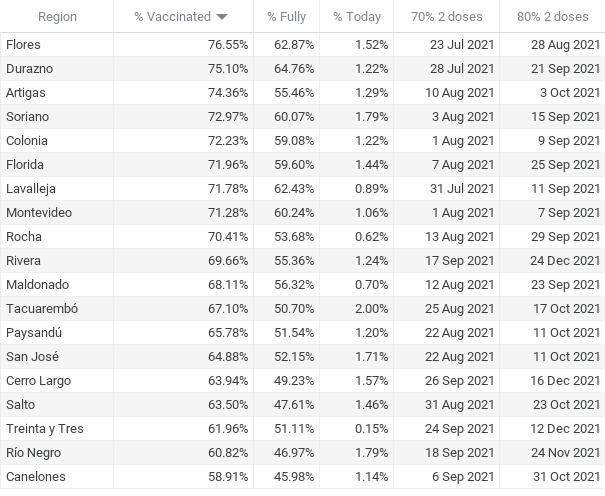 Region % Vaccinated % Fully % Today 70% 2 doses 80% 2 doses
Flores 76.55% 62.87% 1.52% 23 Jul 2021 28 Aug 2021
Durazno 75.10% 64.76% 1.22% 28 Jul 2021 21 Sep 2021
Artigas 74.36% 55.46% 1.29% 10 Aug 2021 3 Oct 2021
Soriano 72.97% 60.07% 1.79% 3 Aug 2021 15 Sep 2021
Colonia 72.23% 59.08% 1.22% 1 Aug 2021 9 Sep 2021
Florida 71.96% 59.60% 1.44% 7 Aug 2021 25 Sep 2021
Lavalleja 71.78% 62.43% 0.89% 31 Jul 2021 11 Sep 2021
Montevideo 71.28% 60.24% 1.06% 1 Aug 2021 7 Sep 2021
Rocha 70.41% 53.68% 0.62% 13 Aug 2021 29 Sep 2021
Rivera 69.66% 55.36% 1.24% 17 Sep 2021 24 Dec 2021
Maldonado 68.11% 56.32% 0.70% 12 Aug 2021 23 Sep 2021
Tacuarembó 67.10% 50.70% 2.00% 25 Aug 2021 17 Oct 2021
Paysandú 65.78% 51.54% 1.20% 22 Aug 2021 11 Oct 2021
San José 64.88% 52.15% 1.71% 22 Aug 2021 11 Oct 2021
Cerro Largo 63.94% 49.23% 1.57% 26 Sep 2021 16 Dec 2021
Salto 63.50% 47.61% 1.46% 31 Aug 2021 23 Oct 2021
Treinta y Tres 61.96% 51.11% 0.15% 24 Sep 2021 12 Dec 2021
Río Negro 60.82% 46.97% 1.79% 18 Sep 2021 24 Nov 2021
Canelones 58.91% 45.98% 1.14% 6 Sep 2021 31 Oct 2021